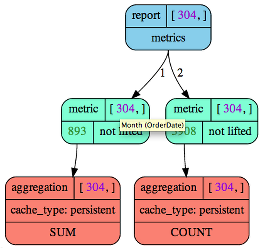 report [ 304, ]
metrics
1 2
metric [ 304, ] metric [ 304, ]
893 not lifted 3908 not lifted
Month (OrderDate)
aggregation [ 304, ] aggregation [ 304, ]
cache_type: persistent cache_type: persistent
SUM COUNT